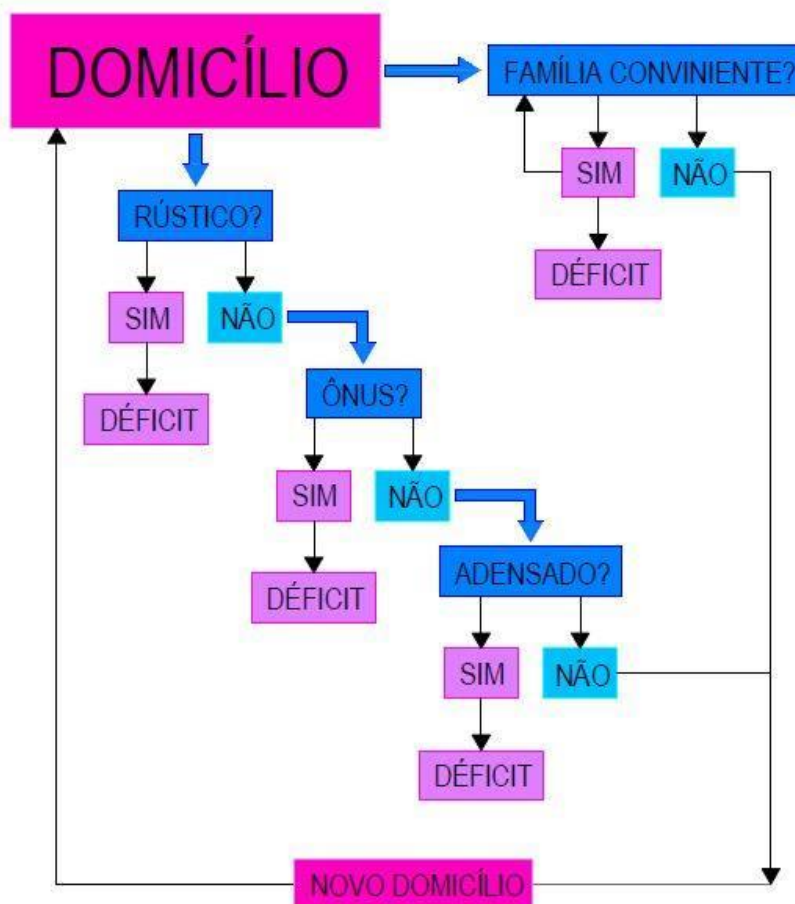 DOMICÍLIO
FAMÍLIA CONVINIENTE?
SIM
NÃO
DÉFICIT
RÚSTICO?
SIM
NÃO
DÉFICIT
ÔNUS?
SIM
NÃO
DÉFICIT
ADENSADO?
SIM
NÃO
DÉFICIT
NOVO DOMICÍLIO